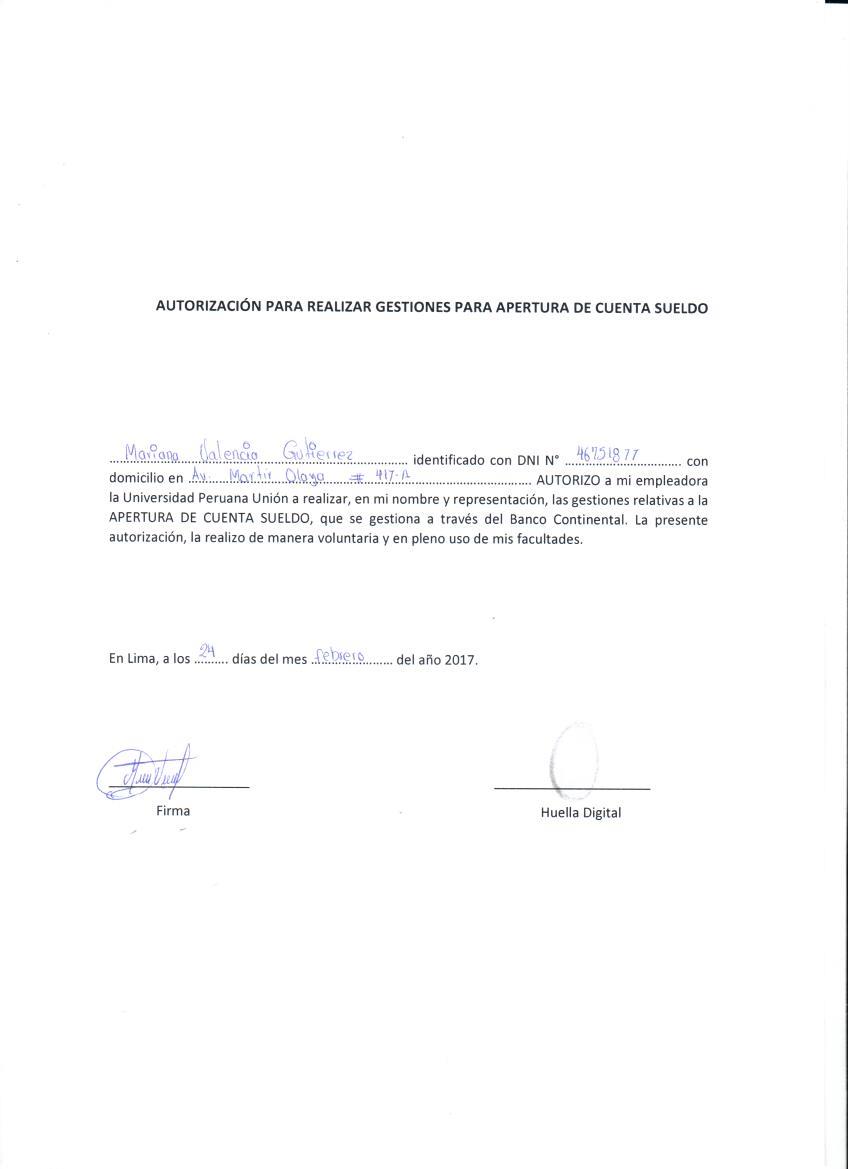 AUTORIZACIÓN PARA REALIZAR GESTIONES PARA APERTURA DE CUENTA SUELDO
Mariana Valencia Gutierrez identificado con DNI N° 46751877 con
domicilio en Av. Martir Olaya # 417-A AUTORIZO a mi empleadora
la Universidad Peruana Unión a realizar, en mi nombre y representación, las gestiones relativas a la
APERTURA DE CUENTA SUELDO, que se gestiona a través del Banco Continental. La presente
autorización, la realizo de manera voluntaria y en pleno uso de mis facultades.
En Lima, a los 24 días del mes febrero del año 2017.
Firma
Huella Digital